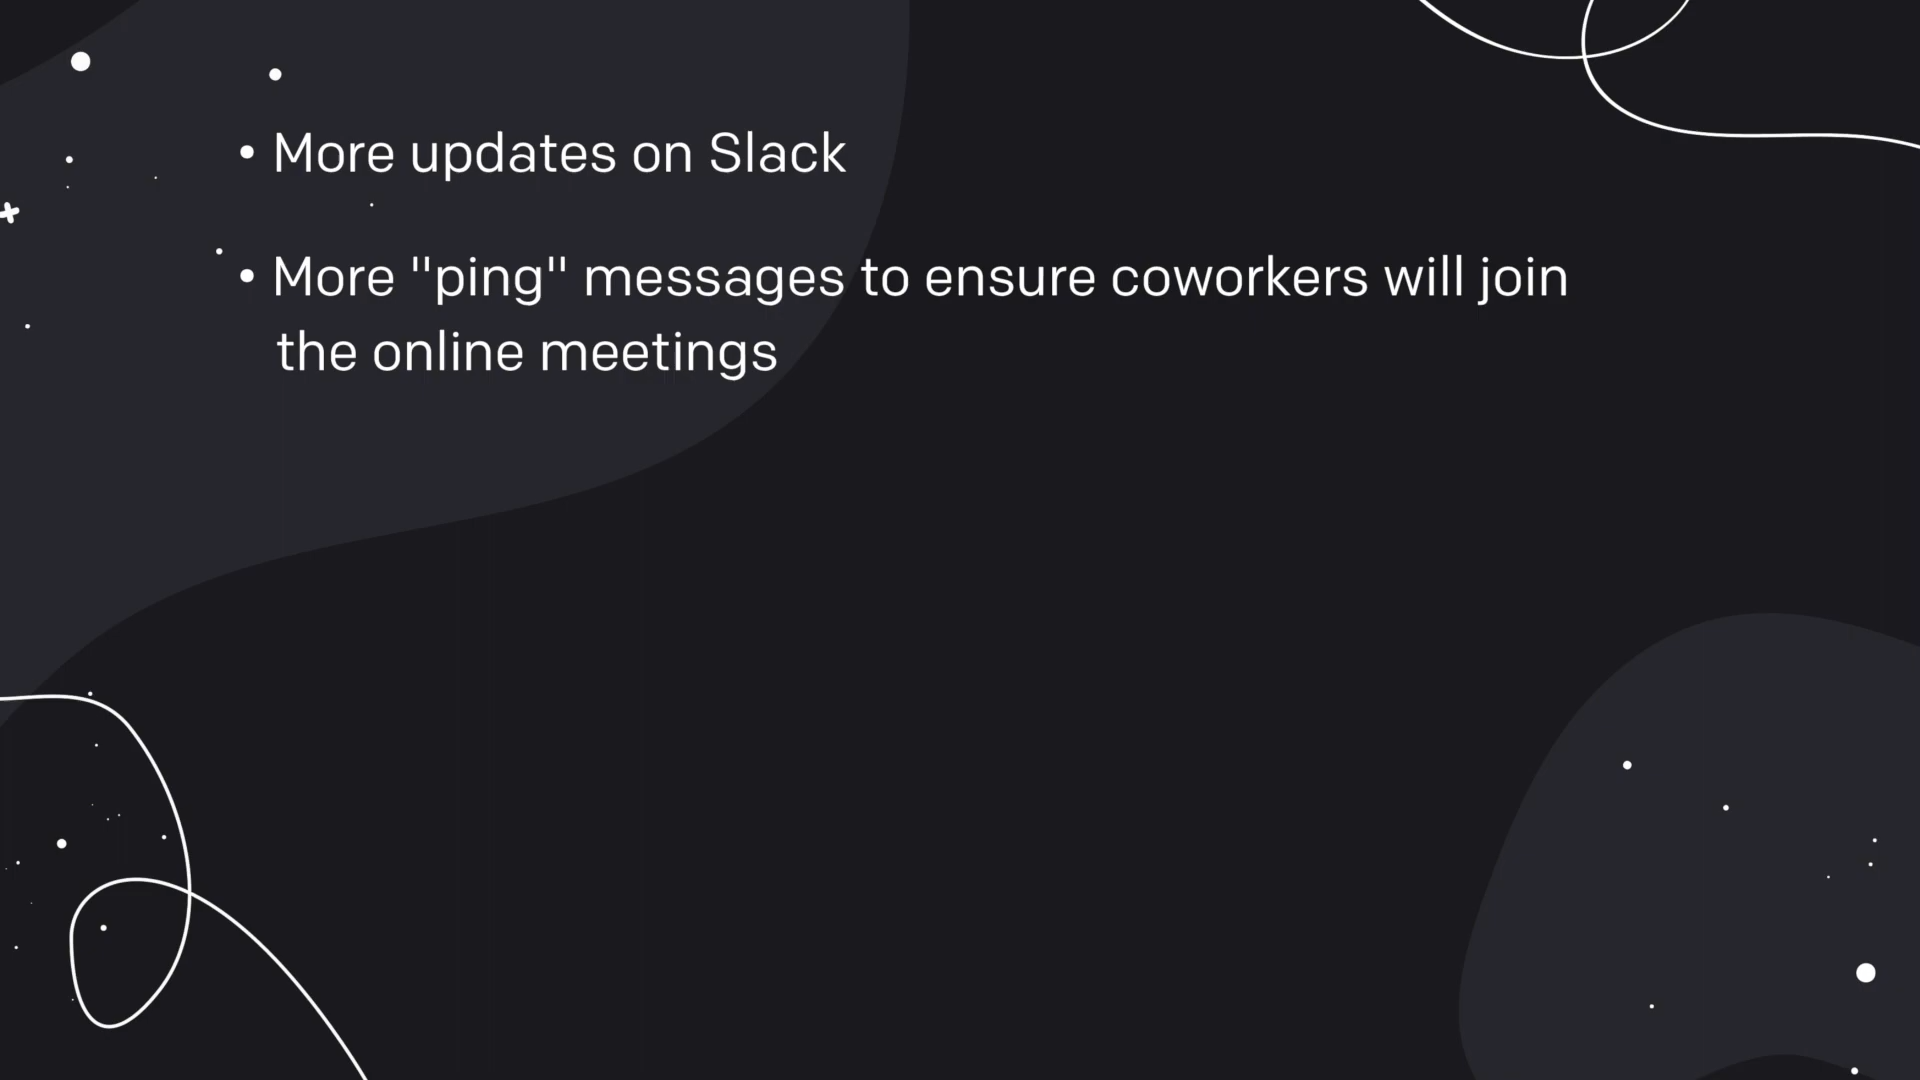 • More updates on Slack
• More "ping" messages to ensure coworkers will join
the online meetings